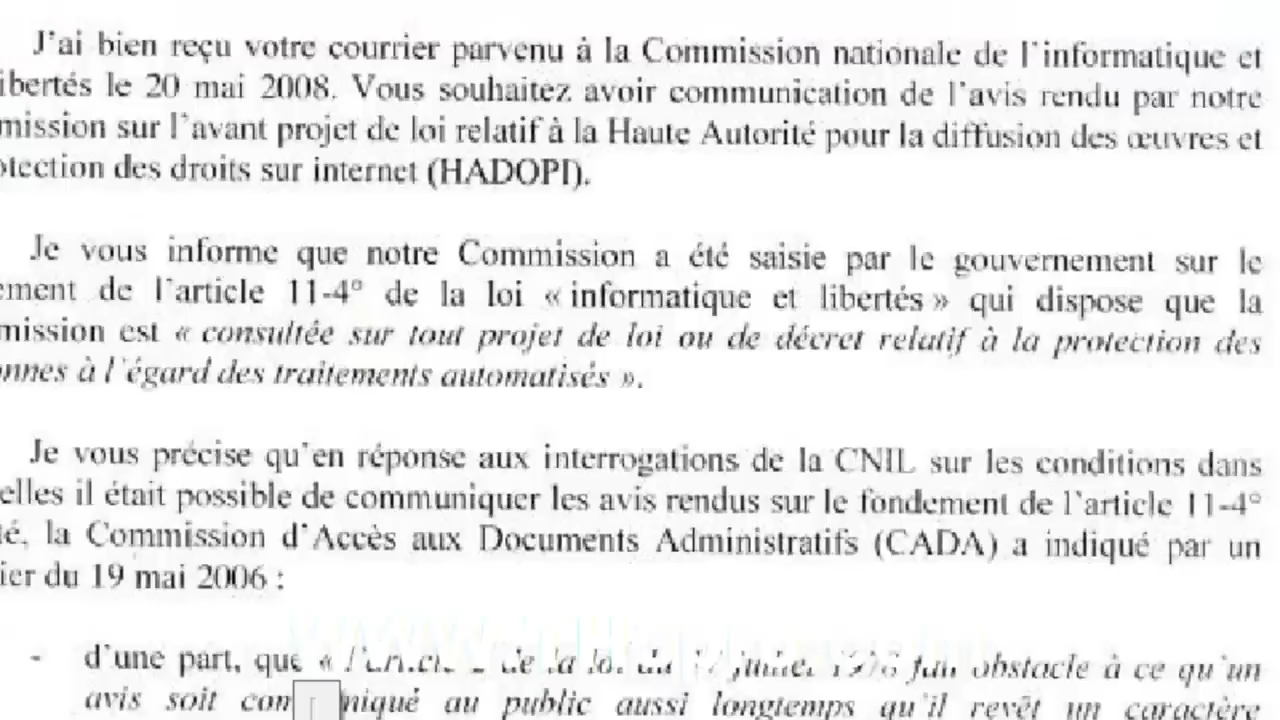 J'ai bien reçu votre courrier parvenu à la Commission nationale de l'informatique et
ibertés le 20 mai 2008. Vous souhaitez avoir communication de l'avis rendu par notre
mission sur l'avant projet de loi relatif à la Haute Autorité pour la diffusion des œuvres et
otection des droits sur internet (HADOPI).
Je vous informe que notre Commission a été saisie par le gouvernement sur le
ement de l'article 11-4° de la loi « informatique et libertés » qui dispose que la
mission est « consultée sur tout projet de loi ou de décret relatif à la protection des
onnes à l'égard des traitements automatisés ».
Je vous précise qu'en réponse aux interrogations de la CNIL sur les conditions dans
elles il était possible de communiquer les avis rendus sur le fondement de l'article 11-4°
té, la Commission d'Accès aux Documents Administratifs (CADA) a indiqué par un
ier du 19 mai 2006 :
- d'une part, que « de la loi du obstacle à ce qu'un
avis soit com niqué au public aussi longtemps qu'il revêt un caractère